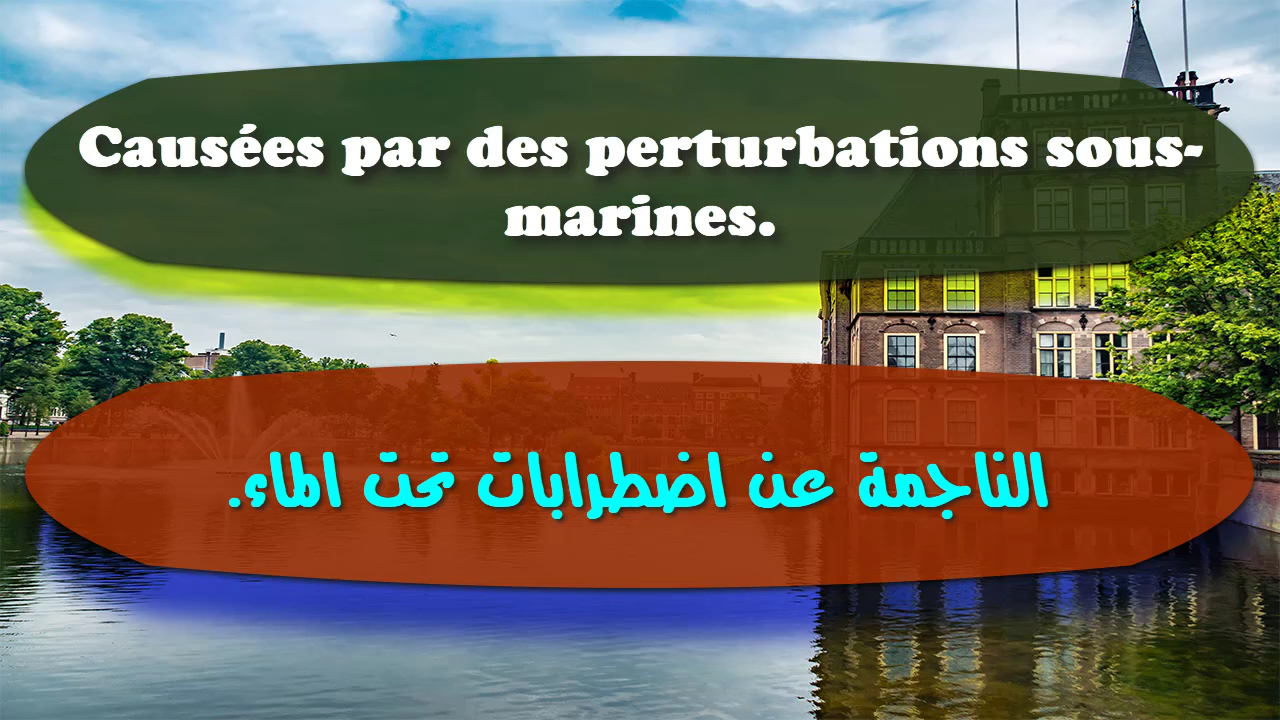 Causées par des perturbations sous-
marines.
الناجمة عن اضطرابات تحت الماء.